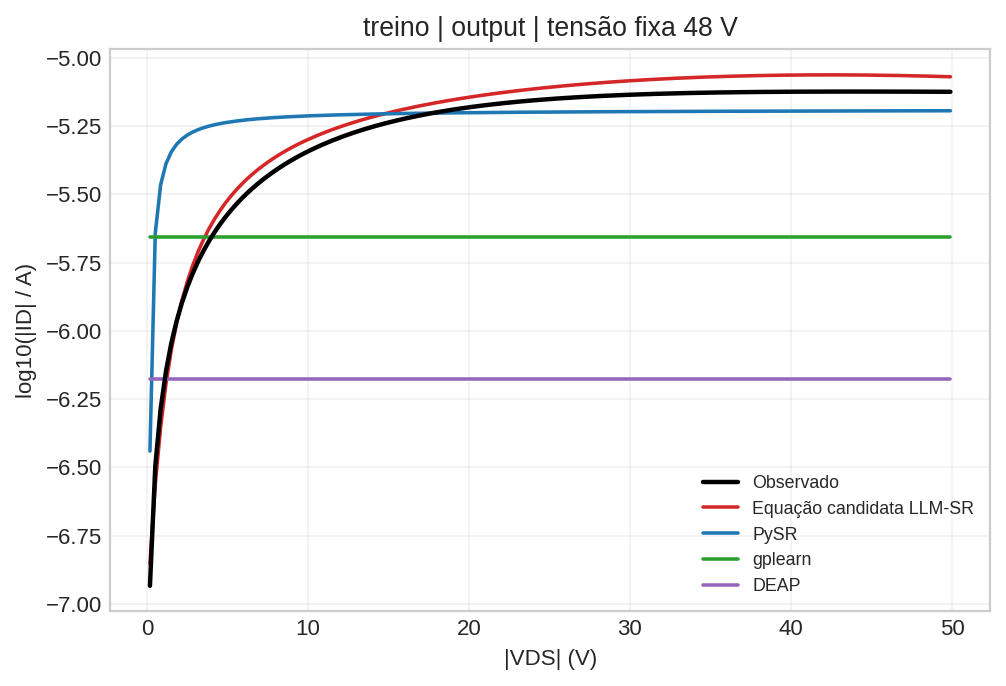 treino | output | tensão fixa 48 V
log10(|ID| / A)
−5.00
−5.25
−5.50
−5.75
−6.00
−6.25
−6.50
−6.75
−7.00
Observado
Equação candidata LLM-SR
PySR
gplearn
DEAP
0 10 20 30 40 50
|VDS| (V)